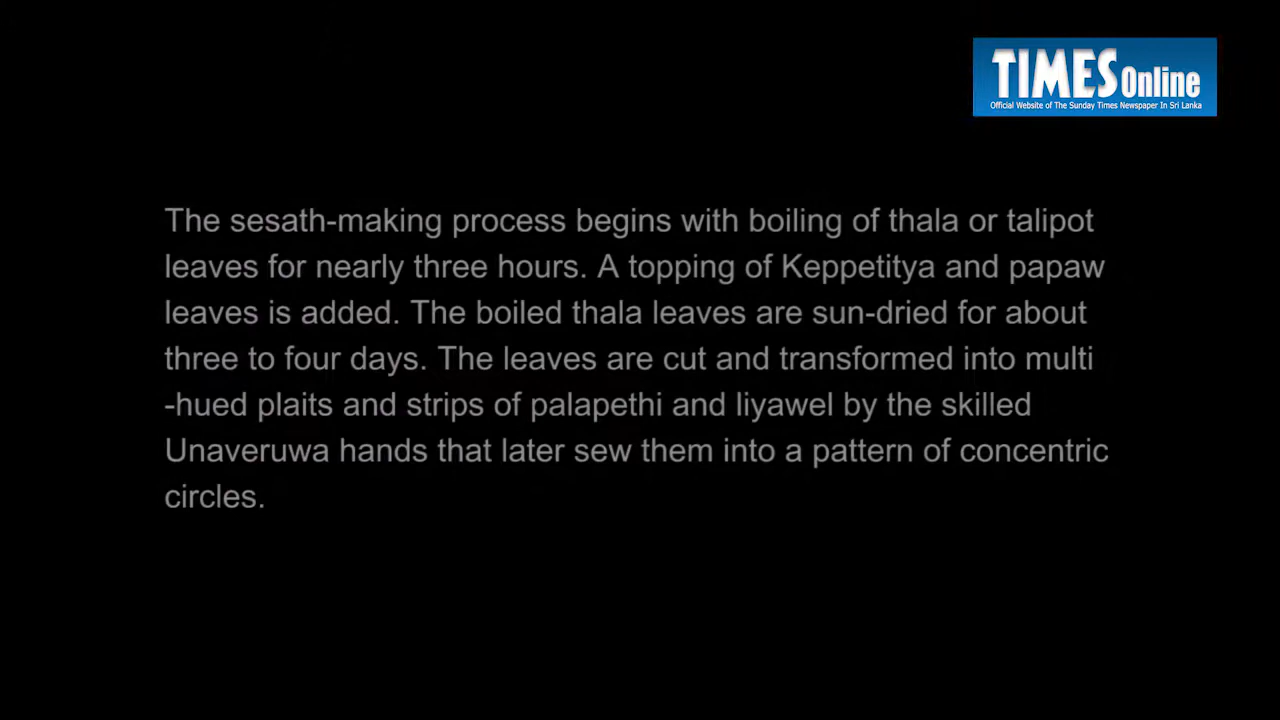 TIMES Online
Official Website of The Sunday Times Newspaper In Sri Lanka
The sesath-making process begins with boiling of thala or talipot
leaves for nearly three hours. A topping of Keppetitya and papaw
leaves is added. The boiled thala leaves are sun-dried for about
three to four days. The leaves are cut and transformed into multi
-hued plaits and strips of palapethi and liyawel by the skilled
Unaveruwa hands that later sew them into a pattern of concentric
circles.